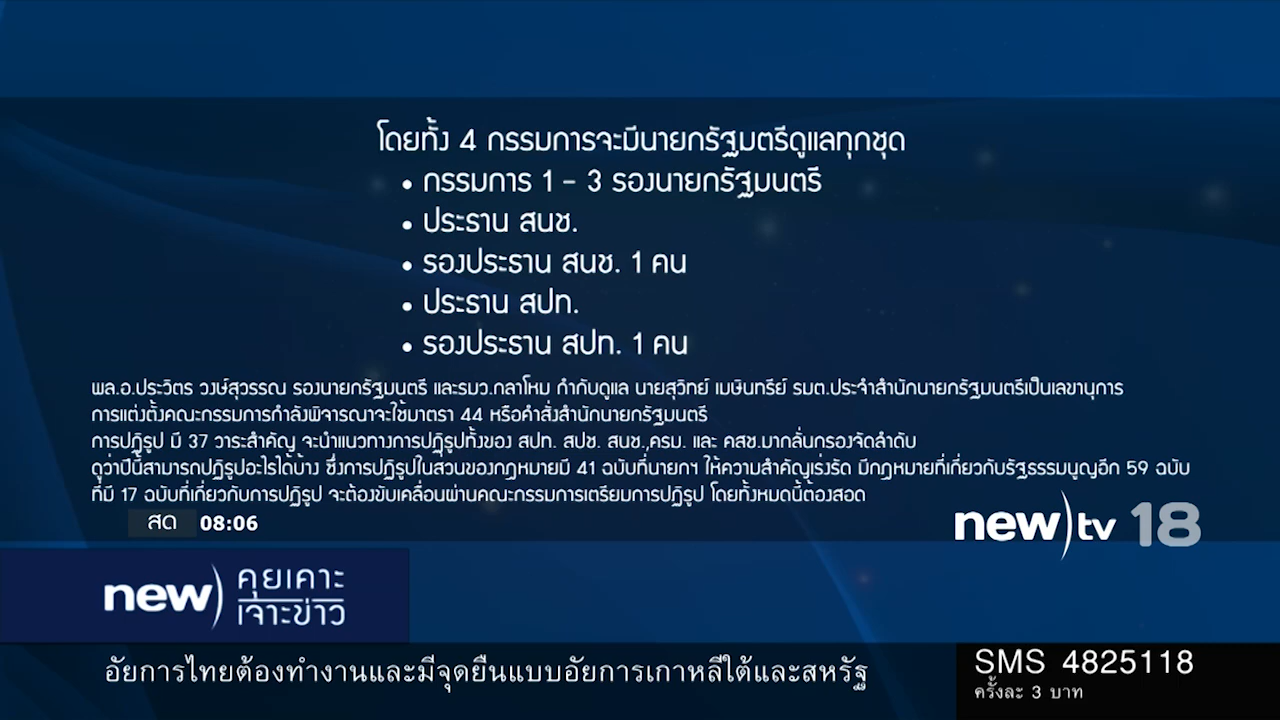 โดยทั้ง 4 กรรมการจะมีนายกรัฐมตรีดูแลทุกชุด
• กรรมการ 1 - 3 รองนายกรัฐมนตรี
• ประธาน สนช.
• รองประธาน สนช. 1 คน
• ประธาน สปท.
• รองประธาน สปท. 1 คน
พล.อ.ประวิตร วงษ์สุวรรณ รองนายกรัฐมนตรี และรมว.กลาโหม กำกับดูแล นายสุวิทย์ เมษินทรีย์ รมต.ประจำสำนักนายกรัฐมนตรีเป็นเลขานุการ
การแต่งตั้งคณะกรรมการกำลังพิจารณาจะใช้มาตรา 44 หรือคำสั่งสำนักนายกรัฐมนตรี
การปฎิรูป มี 37 วาระสำคัญ จะนำแนวทางการปฎิรูปทั้งของ สปท. สปช. สนช.,ครม. และ คสช.มากลั่นกรองจัดลำดับ
ดูว่าปีนี้สามารถปฎิรูปอะไรได้บ้าง ซึ่งการปฎิรูปในสวนของกฎหมายมี 41 ฉบับที่นายกฯ ให้ความสำคัญเร่งรัด มีกฎหมายที่เกี่ยวกับรัฐธรรมนูญอีก 59 ฉบับ
ที่มี 17 ฉบับที่เกี่ยวกับการปฎิรูป จะต้องขับเคลื่อนผ่านคณะกรรมการเตรียมการปฎิรูป โดยทั้งหมดนี้ต้องสอด
สด 08:06
new)tv 18
new) คุยเคาะ
เจาะข่าว
อัยการไทยต้องทำงานและมีจุดยืนแบบอัยการเกาหลีใต้และสหรัฐ
SMS 4825118
ครั้งละ 3 บาท